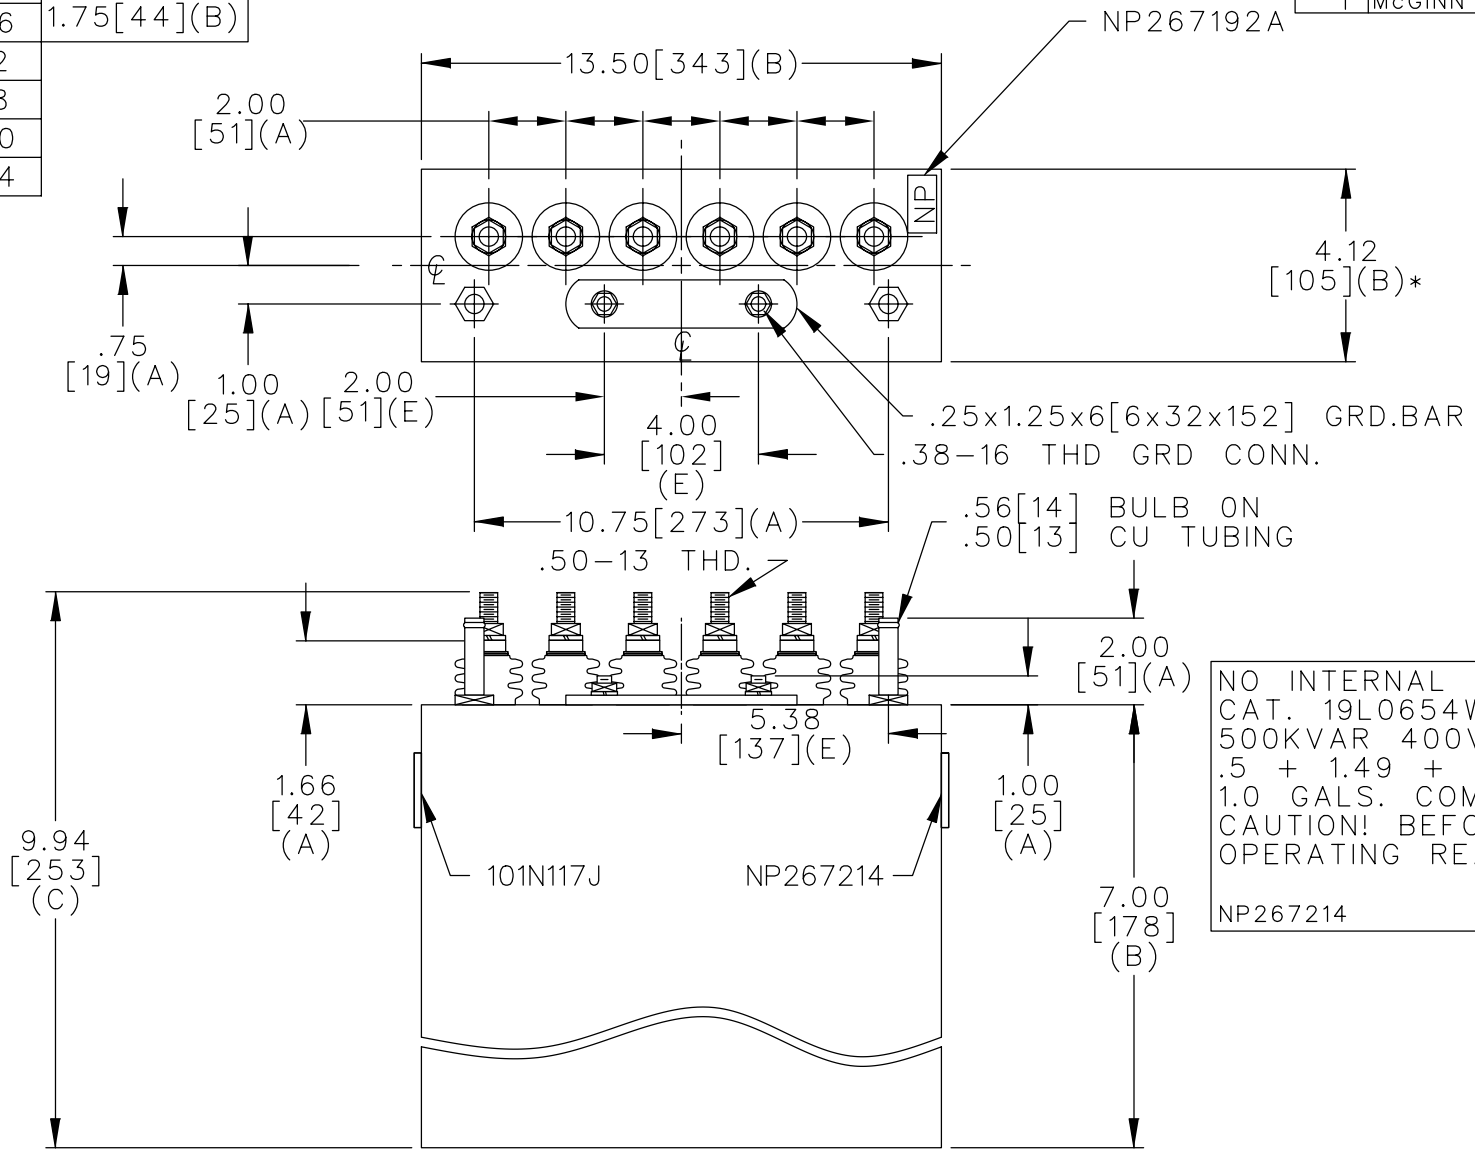 6
1.75[44](B)
2
3
0
4
1
McGINN
NP267192A
13.50[343](B)
2.00
[51](A)
NP
4.12
[105](B)*
.75
[19](A)
1.00
[25](A)
2.00
[51](E)
4.00
[102]
(E)
.25x1.25x6[6x32x152] GRD.BAR
.38-16 THD GRD CONN.
10.75[273](A)
.56[14] BULB ON
.50[13] CU TUBING
.50-13 THD.
2.00
[51](A)
5.38
[137](E)
1.66
[42]
(A)
1.00
[25]
(A)
9.94
[253]
(C)
101N117J
NP267214
7.00
[178]
(B)
NO INTERNAL
CAT. 19L0654W
500KVAR 400V
.5 + 1.49 +
1.0 GALS. COM
CAUTION! BEFO
OPERATING RE
NP267214